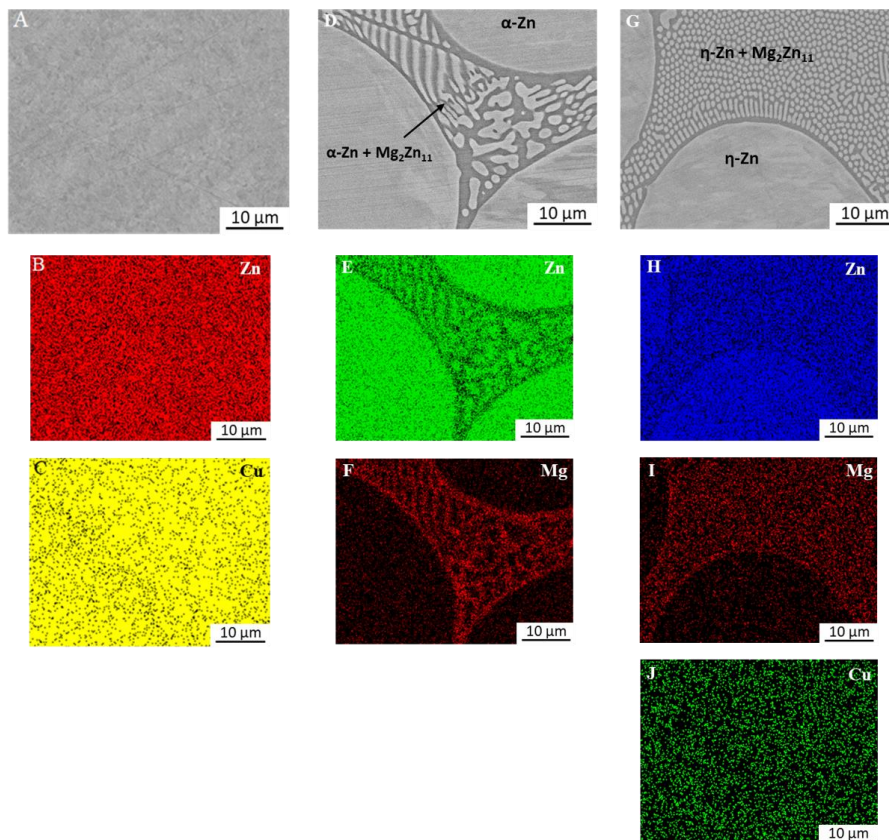 A
10 µm
D
α-Zn
α-Zn + Mg₂Zn₁₁
10 µm
G
η-Zn + Mg₂Zn₁₁
η-Zn
10 µm
B
Zn
10 µm
E
Zn
10 µm
H
Zn
10 µm
C
Cu
10 µm
F
Mg
10 µm
I
Mg
10 µm
J
Cu
10 µm